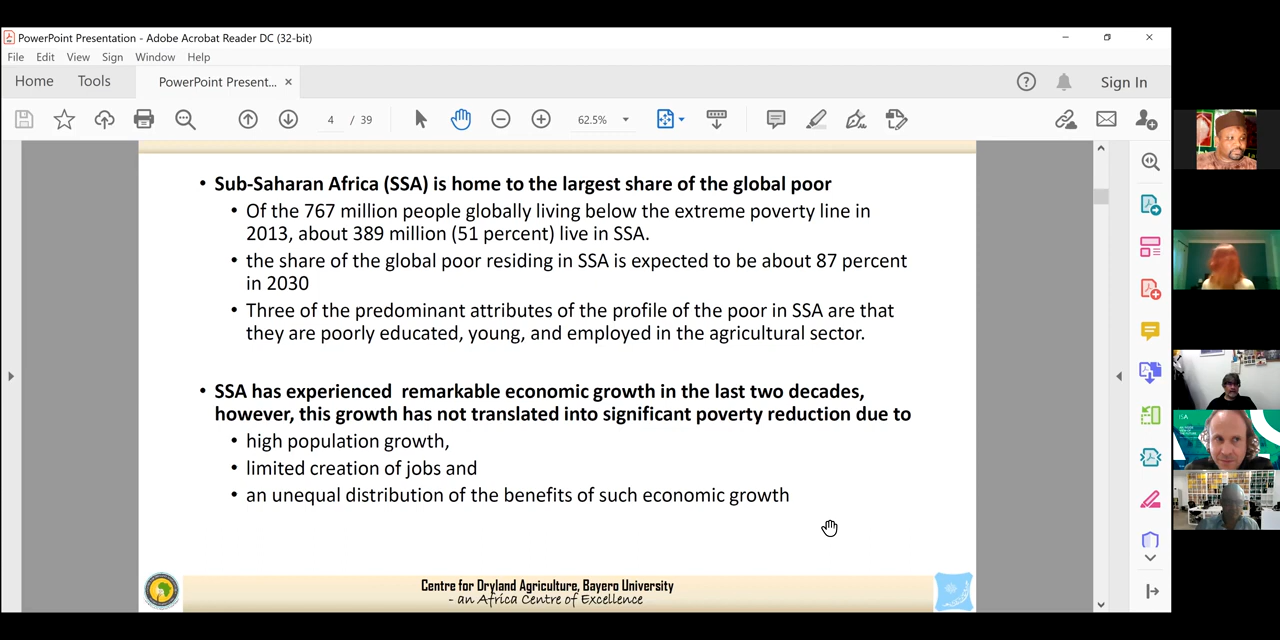 PowerPoint Presentation - Adobe Acrobat Reader DC (32-bit)
File Edit View Sign Window Help
Home Tools PowerPoint Present... Sign In
4 / 39 62.5%
• Sub-Saharan Africa (SSA) is home to the largest share of the global poor
• Of the 767 million people globally living below the extreme poverty line in
2013, about 389 million (51 percent) live in SSA.
• the share of the global poor residing in SSA is expected to be about 87 percent
in 2030
• Three of the predominant attributes of the profile of the poor in SSA are that
they are poorly educated, young, and employed in the agricultural sector.
• SSA has experienced remarkable economic growth in the last two decades,
however, this growth has not translated into significant poverty reduction due to
• high population growth,
• limited creation of jobs and
• an unequal distribution of the benefits of such economic growth
Centre for Dryland Agriculture, Bayero University
- an Africa Centre of Excellence